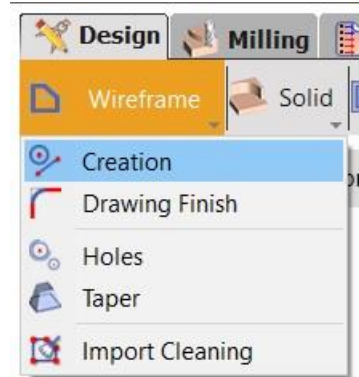 Design Milling
Wireframe Solid
Creation
Drawing Finish
Holes
Taper
Import Cleaning